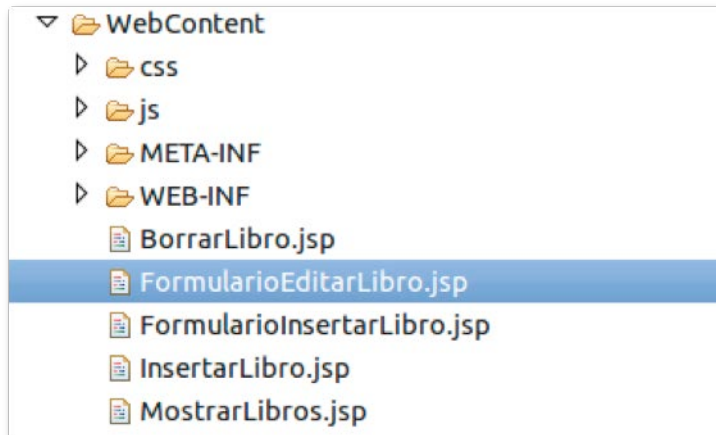 WebContent
css
js
META-INF
WEB-INF
BorrarLibro.jsp
FormularioEditarLibro.jsp
FormularioInsertarLibro.jsp
InsertarLibro.jsp
MostrarLibros.jsp